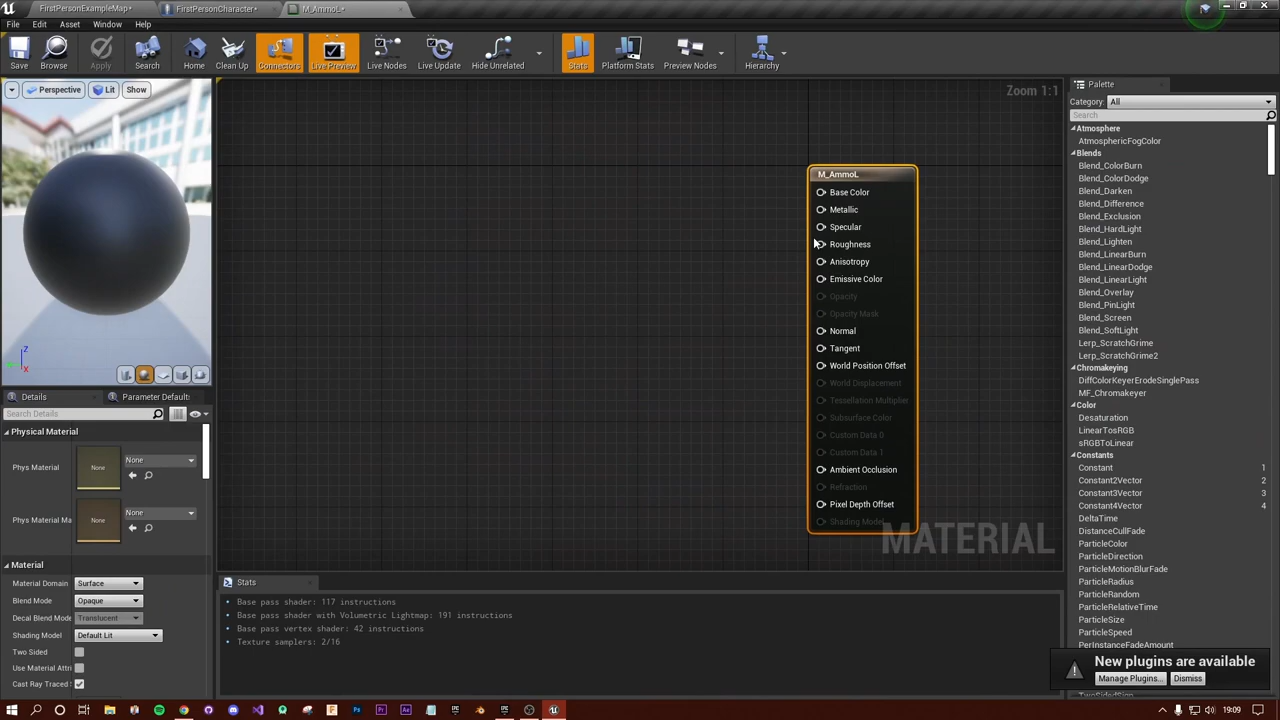 FirstPersonExampleMap*
FirstPersonCharacter*
M_AmmoL*
File Edit Asset Window Help
Save Browse Apply Search Home Clean Up Connectors Live Preview Live Nodes Live Update Hide Unrelated Stats Platform Stats Preview Nodes Hierarchy
Perspective Lit Show
Zoom 1:1
M_AmmoL
Base Color
Metallic
Specular
Roughness
Anisotropy
Emissive Color
Opacity
Opacity Mask
Normal
Tangent
World Position Offset
World Displacement
Tessellation Multiplier
Subsurface Color
Custom Data 0
Custom Data 1
Ambient Occlusion
Refraction
Pixel Depth Offset
Shading Model
MATERIAL
Z
X
Details Parameter Default
Search Details
Physical Material
Phys Material None None
Phys Material Ma None None
Material
Material Domain Surface
Blend Mode Opaque
Decal Blend Mode Translucent
Shading Model Default Lit
Two Sided
Use Material Attri
Cast Ray Traced
Stats
Base pass shader: 117 instructions
Base pass shader with Volumetric Lightmap: 191 instructions
Base pass vertex shader: 42 instructions
Texture samplers: 2/16
Palette
Category: All
Search
Atmosphere
AtmosphericFogColor
Blends
Blend_ColorBurn
Blend_ColorDodge
Blend_Darken
Blend_Difference
Blend_Exclusion
Blend_HardLight
Blend_Lighten
Blend_LinearBurn
Blend_LinearDodge
Blend_LinearLight
Blend_Overlay
Blend_PinLight
Blend_Screen
Blend_SoftLight
Lerp_ScratchGrime
Lerp_ScratchGrime2
Chromakeying
DiffColorKeyerErodeSinglePass
MF_Chromakeyer
Color
Desaturation
LinearTosRGB
sRGBToLinear
Constants
Constant 1
Constant2Vector 2
Constant3Vector 3
Constant4Vector 4
DeltaTime
DistanceCullFade
ParticleColor
ParticleDirection
ParticleMotionBlurFade
ParticleRadius
ParticleRandom
ParticleRelativeTime
ParticleSize
ParticleSpeed
PerInstanceFadeAmount
New plugins are available
Manage Plugins... Dismiss
TwoSidedSign
19:09